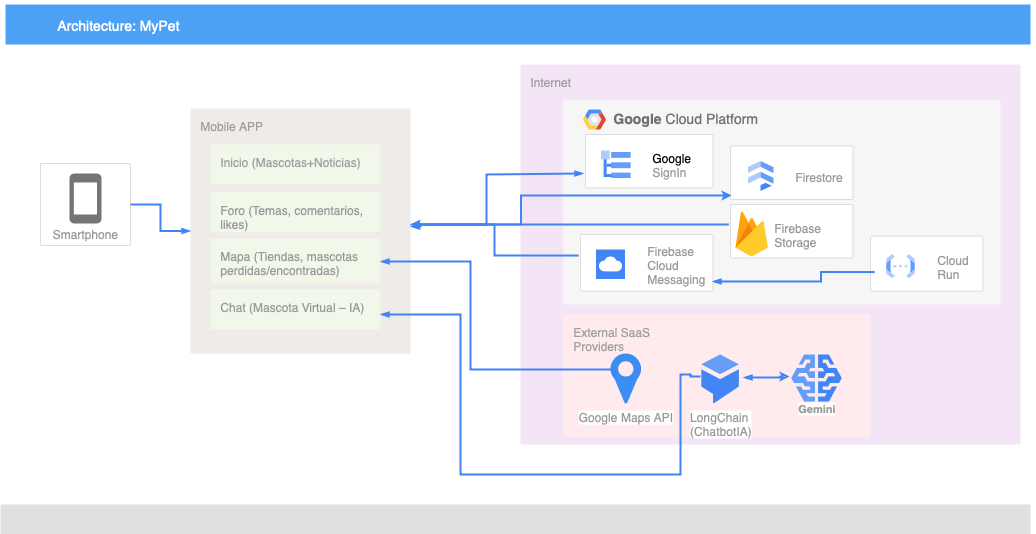 Architecture: MyPet
Internet
Google Cloud Platform
Mobile APP
Inicio (Mascotas+Noticias)
Foro (Temas, comentarios,
likes)
Mapa (Tiendas, mascotas
perdidas/encontradas)
Chat (Mascota Virtual – IA)
Smartphone
Google
SignIn
Firestore
Firebase
Storage
Firebase
Cloud
Messaging
Cloud
Run
External SaaS
Providers
Google Maps API
LongChain
(ChatbotIA)
Gemini